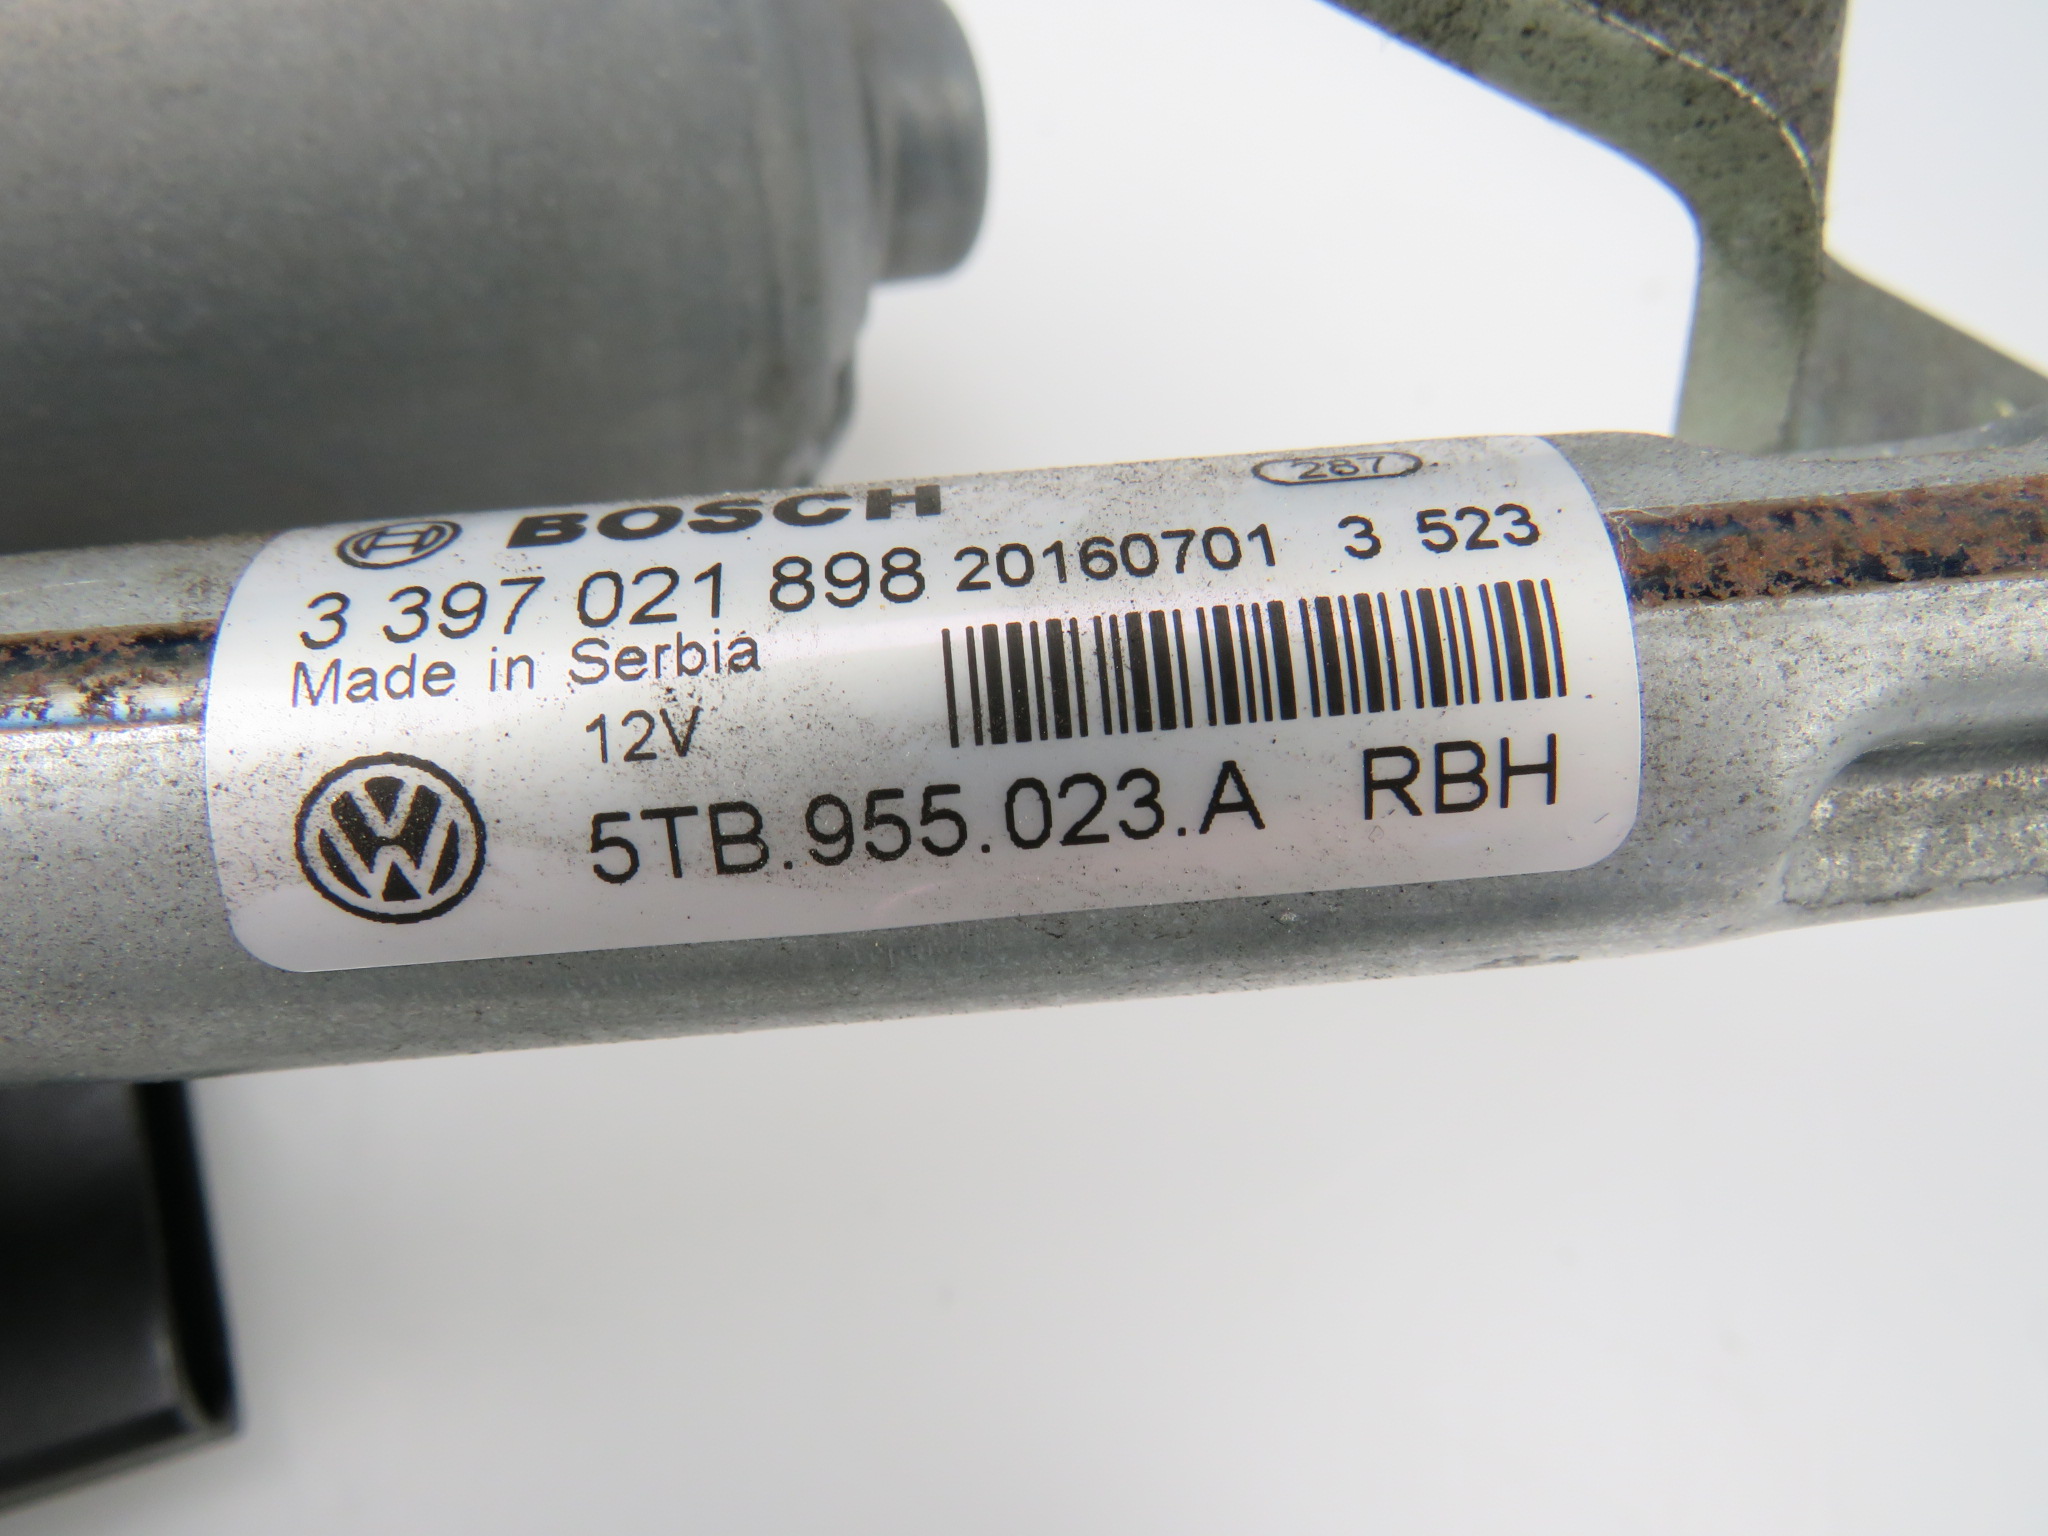 BOSCH 287
3 397 021 898 20160701 3 523
Made in Serbia
12V
5TB.955.023.A RBH